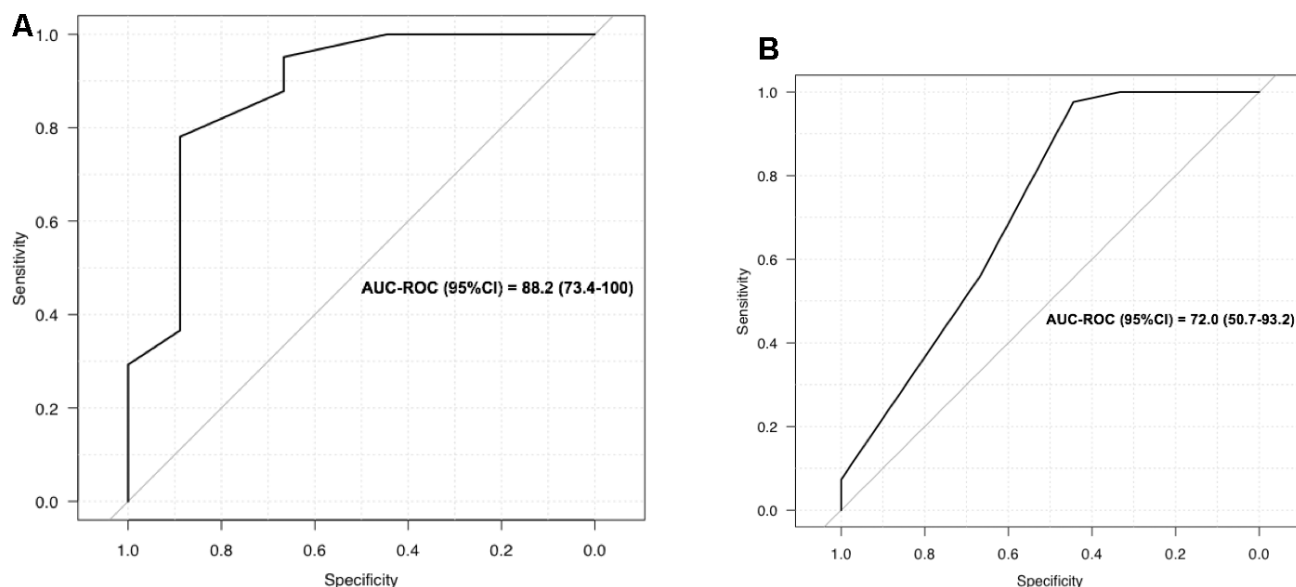 A
1.0
0.8
0.6
0.4
0.2
0.0
Sensitivity
AUC-ROC (95%CI) = 88.2 (73.4-100)
1.0 0.8 0.6 0.4 0.2 0.0
Specificity
B
1.0
0.8
0.6
0.4
0.2
0.0
Sensitivity
AUC-ROC (95%CI) = 72.0 (50.7-93.2)
1.0 0.8 0.6 0.4 0.2 0.0
Specificity